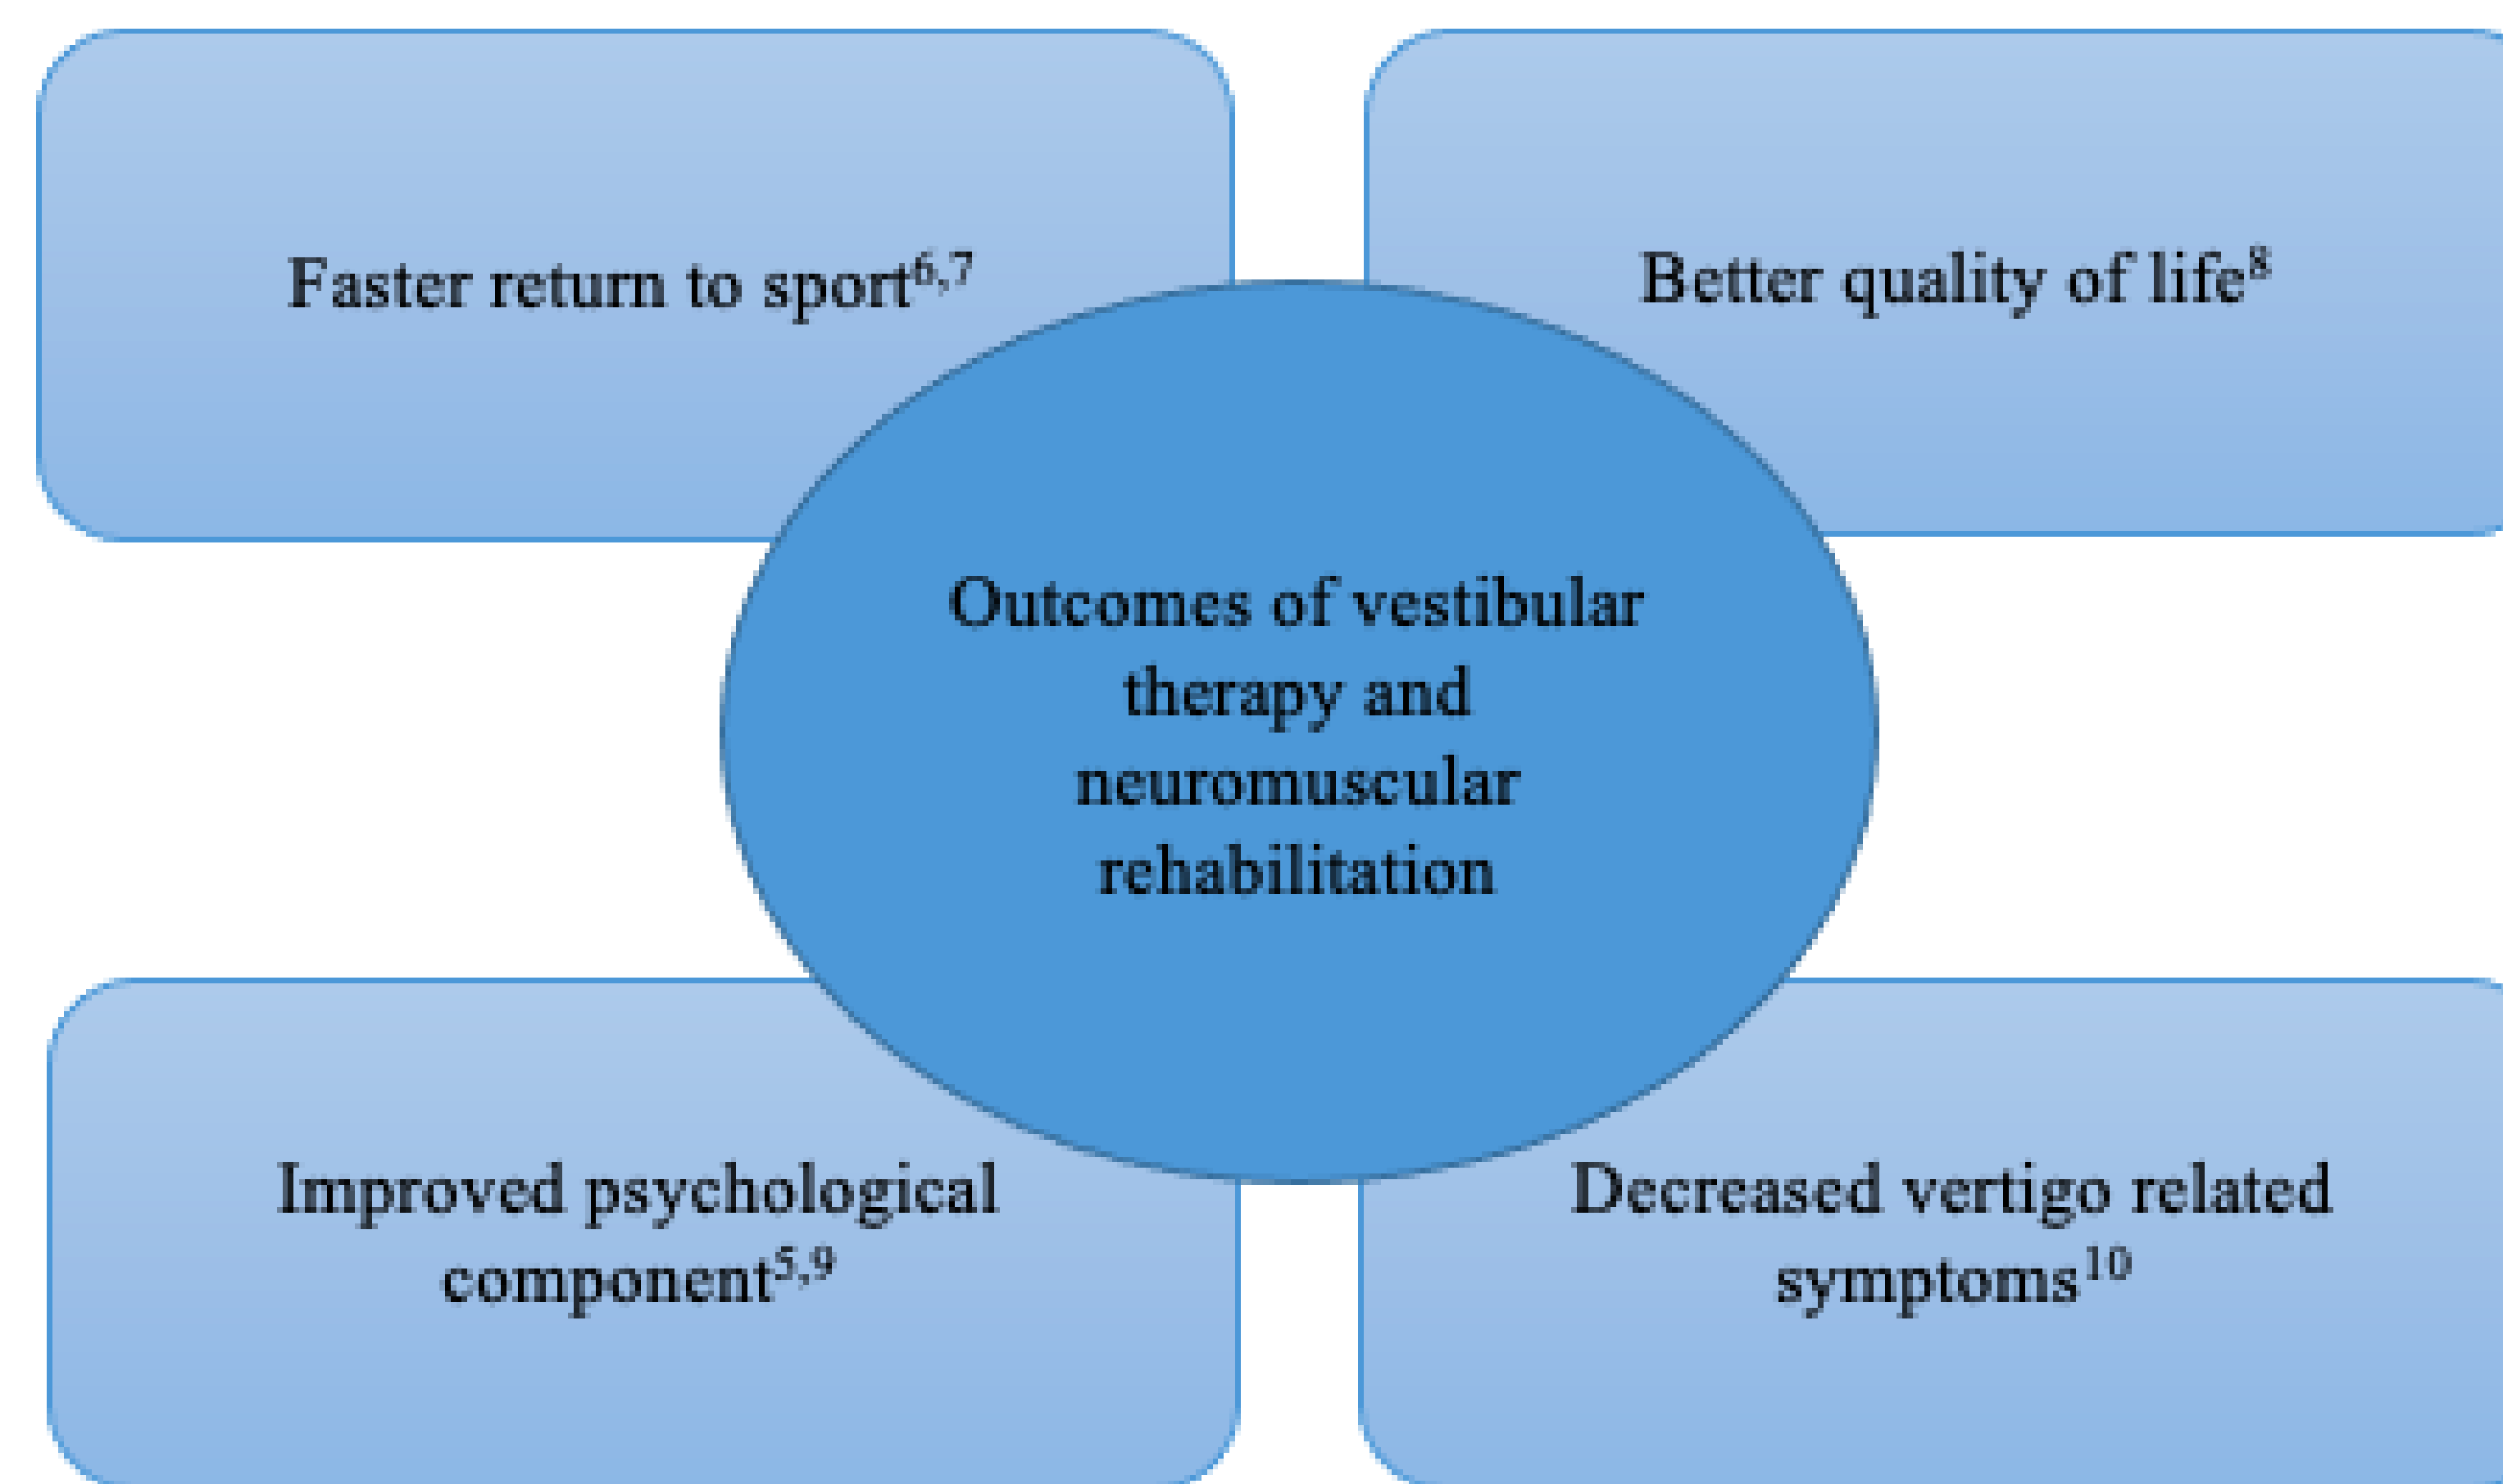 Faster return to sport⁶,⁷
Better quality of life⁸
Outcomes of vestibular
therapy and
neuromuscular
rehabilitation
Improved psychological
component⁵,⁹
Decreased vertigo related
symptoms¹⁰